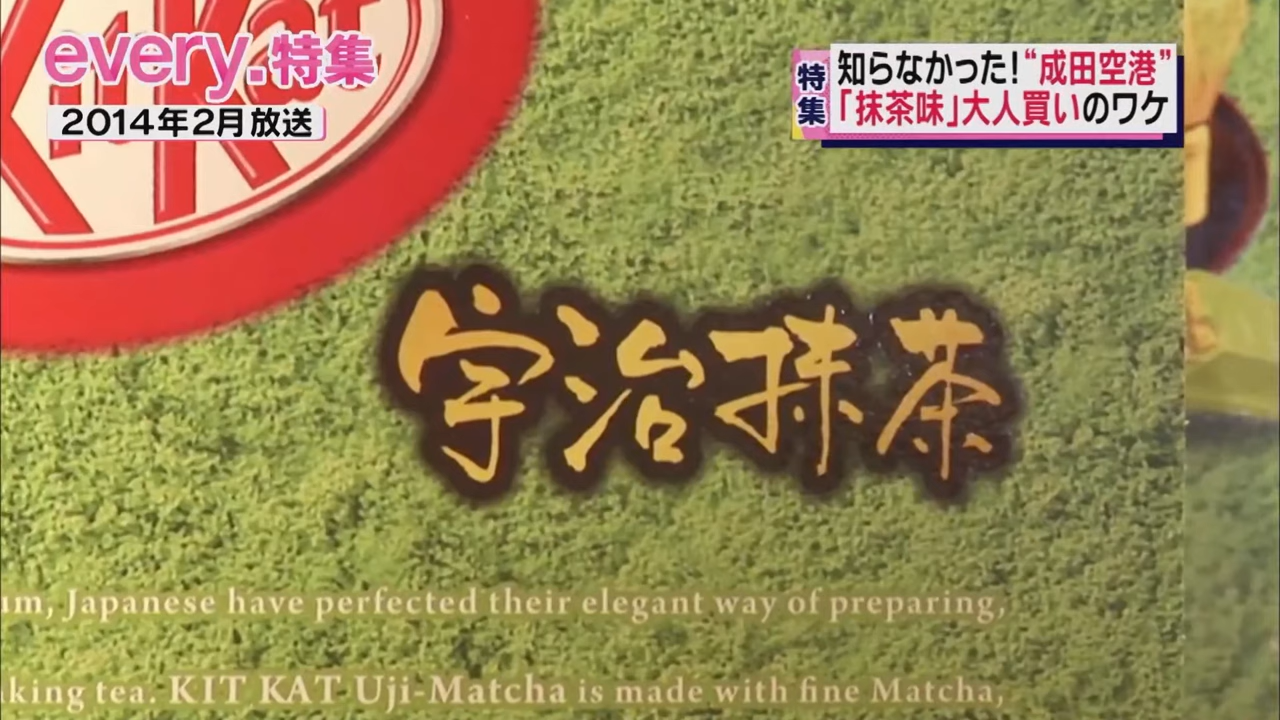 KitKat
every.特集
2014年2月放送
特集
知らなかった!“成田空港”
「抹茶味」大人買いのワケ
宇治抹茶
um, Japanese have perfected their elegant way of preparing,
king tea. KIT KAT Uji-Matcha is made with fine Matcha,